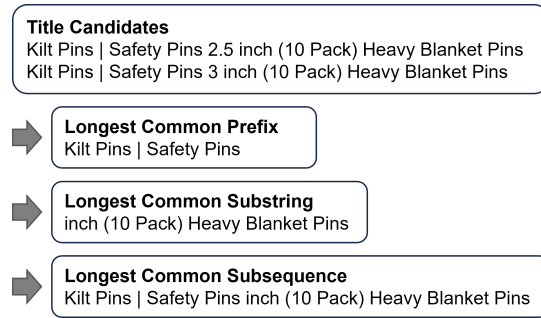 Title Candidates
Kilt Pins | Safety Pins 2.5 inch (10 Pack) Heavy Blanket Pins
Kilt Pins | Safety Pins 3 inch (10 Pack) Heavy Blanket Pins
Longest Common Prefix
Kilt Pins | Safety Pins
Longest Common Substring
inch (10 Pack) Heavy Blanket Pins
Longest Common Subsequence
Kilt Pins | Safety Pins inch (10 Pack) Heavy Blanket Pins